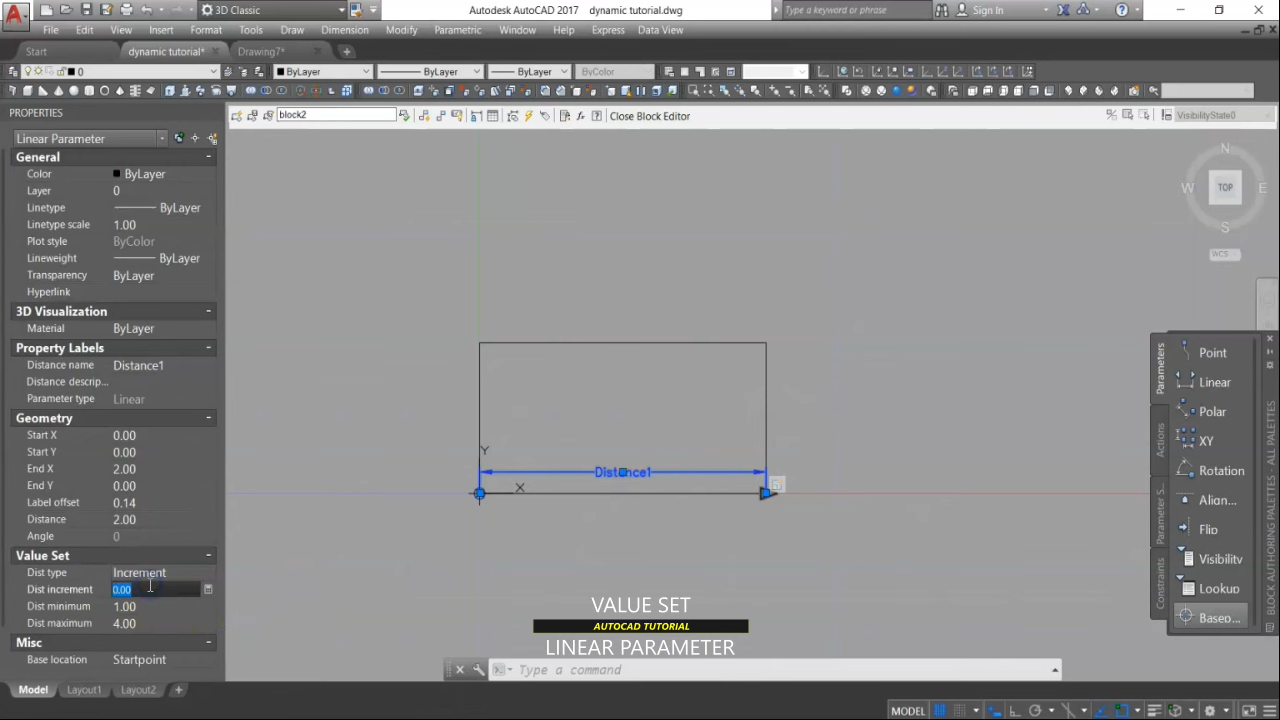 3D Classic
Autodesk AutoCAD 2017 dynamic tutorial.dwg
Type a keyword or phrase
Sign In
File Edit View Insert Format Tools Draw Dimension Modify Parametric Window Help Express Data View
Start dynamic tutorial* Drawing7*
0 ByLayer ByLayer ByLayer ByColor
PROPERTIES
block2
Close Block Editor
VisibilityState0
Linear Parameter
General
Color ByLayer
Layer 0
Linetype ByLayer
Linetype scale 1.00
Plot style ByColor
Lineweight ByLayer
Transparency ByLayer
Hyperlink
3D Visualization
Material ByLayer
Property Labels
Distance name Distance1
Distance descrip...
Parameter type Linear
Geometry
Start X 0.00
Start Y 0.00
End X 2.00
End Y 0.00
Label offset 0.14
Distance 2.00
Angle 0
Value Set
Dist type Increment
Dist increment 0.00
Dist minimum 1.00
Dist maximum 4.00
Misc
Base location Startpoint
Model Layout1 Layout2
N
W TOP E
S
WCS
Y
Distance1
X
Parameters
Actions
Parameter S...
Constraints
Point
Linear
Polar
XY
Rotation
Alian...
Flip
Visibility
Lookup
Basep...
BLOCK AUTHORING PALETTES - ALL PALETTES
VALUE SET
AUTOCAD TUTORIAL
LINEAR PARAMETER
Type a command
MODEL